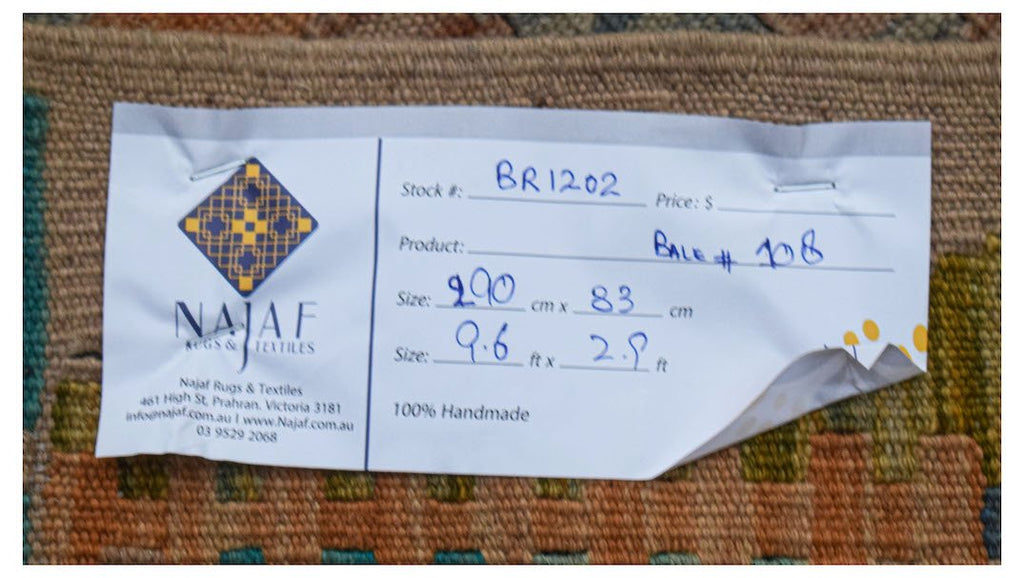 NAJAF
RUGS & TEXTILES
Najaf Rugs & Textiles
461 High St, Prahran, Victoria 3181
info@najaf.com.au | www.Najaf.com.au
03 9529 2068
Stock #: BR1202 Price: $
Product: BALE # 108
Size: 290 cm x 83 cm
Size: 9.6 ft x 2.9 ft
100% Handmade